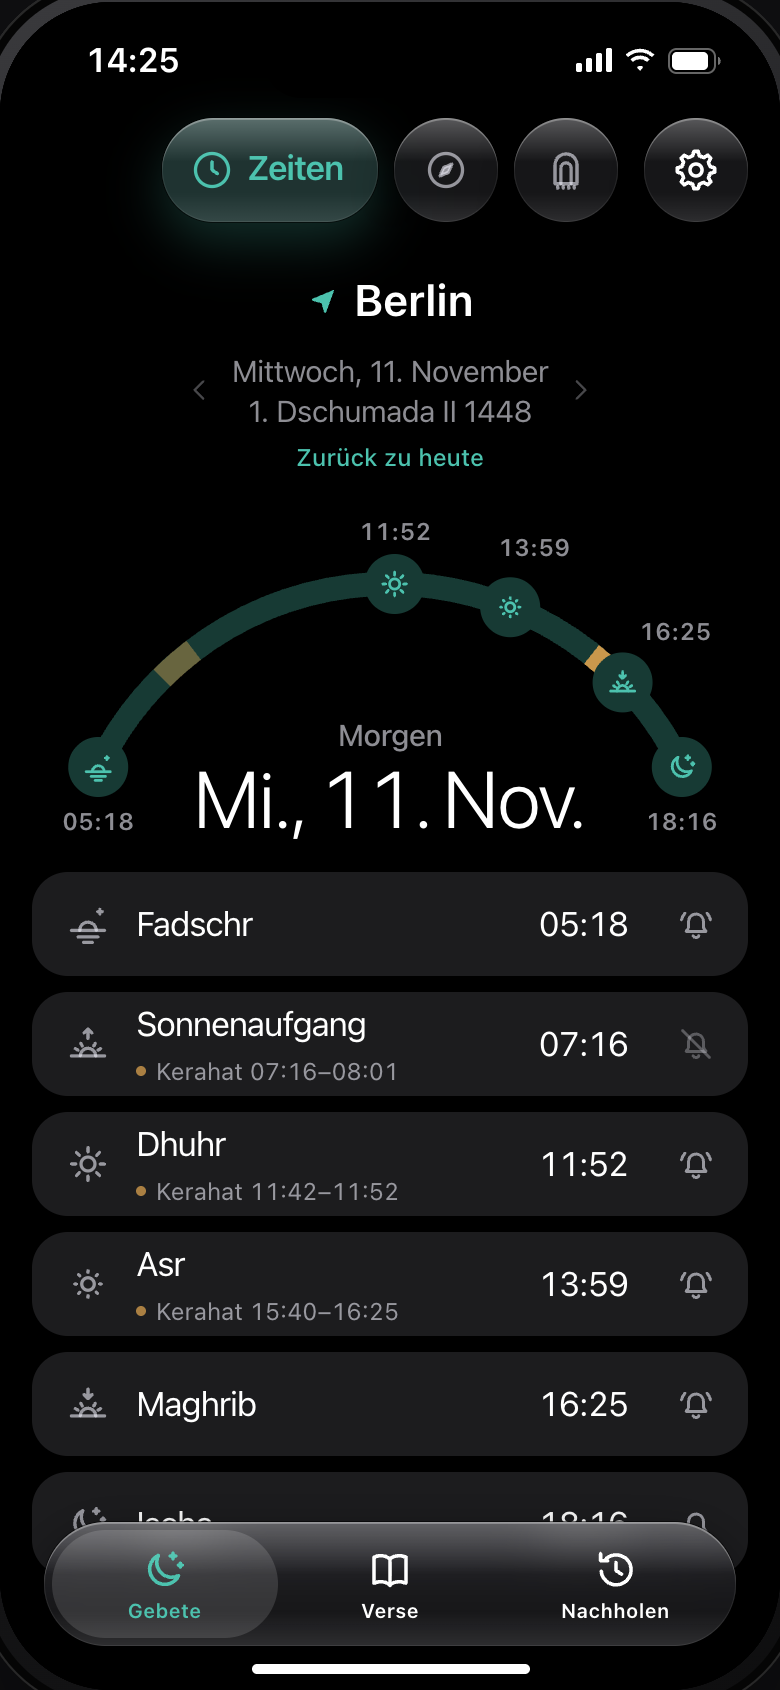 14:25
Zeiten
Berlin
Mittwoch, 11. November
1. Dschumada II 1448
Zurück zu heute
11:52
13:59
16:25
Morgen
Mi., 11. Nov.
05:18
18:16
Fadschr 05:18
Sonnenaufgang 07:16
Kerahat 07:16–08:01
Dhuhr 11:52
Kerahat 11:42–11:52
Asr 13:59
Kerahat 15:40–16:25
Maghrib 16:25
18:16
Gebete Verse Nachholen